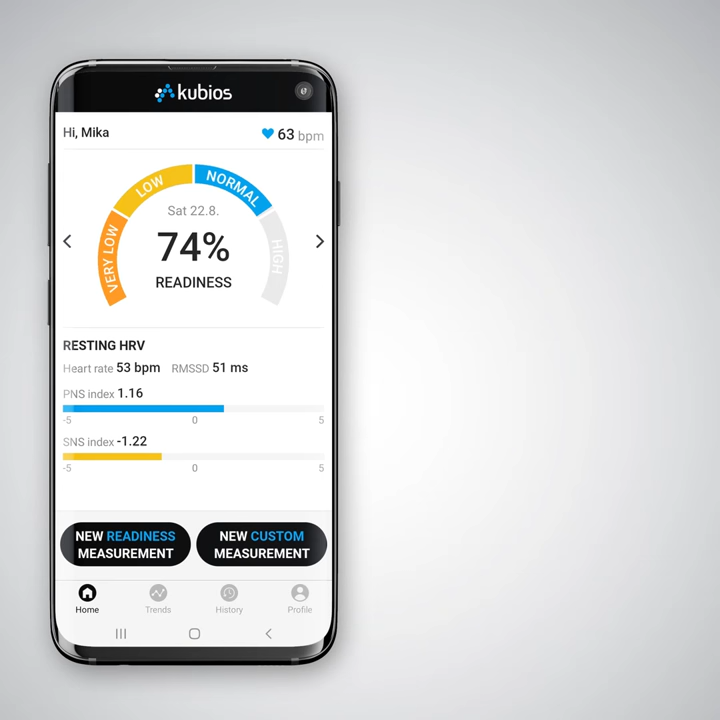 kubios
Hi, Mika
63 bpm
VERY LOW
LOW
NORMAL
HIGH
Sat 22.8.
74%
READINESS
RESTING HRV
Heart rate 53 bpm RMSSD 51 ms
PNS index 1.16
-5 0 5
SNS index -1.22
-5 0 5
NEW READINESS
MEASUREMENT
NEW CUSTOM
MEASUREMENT
Home Trends History Profile